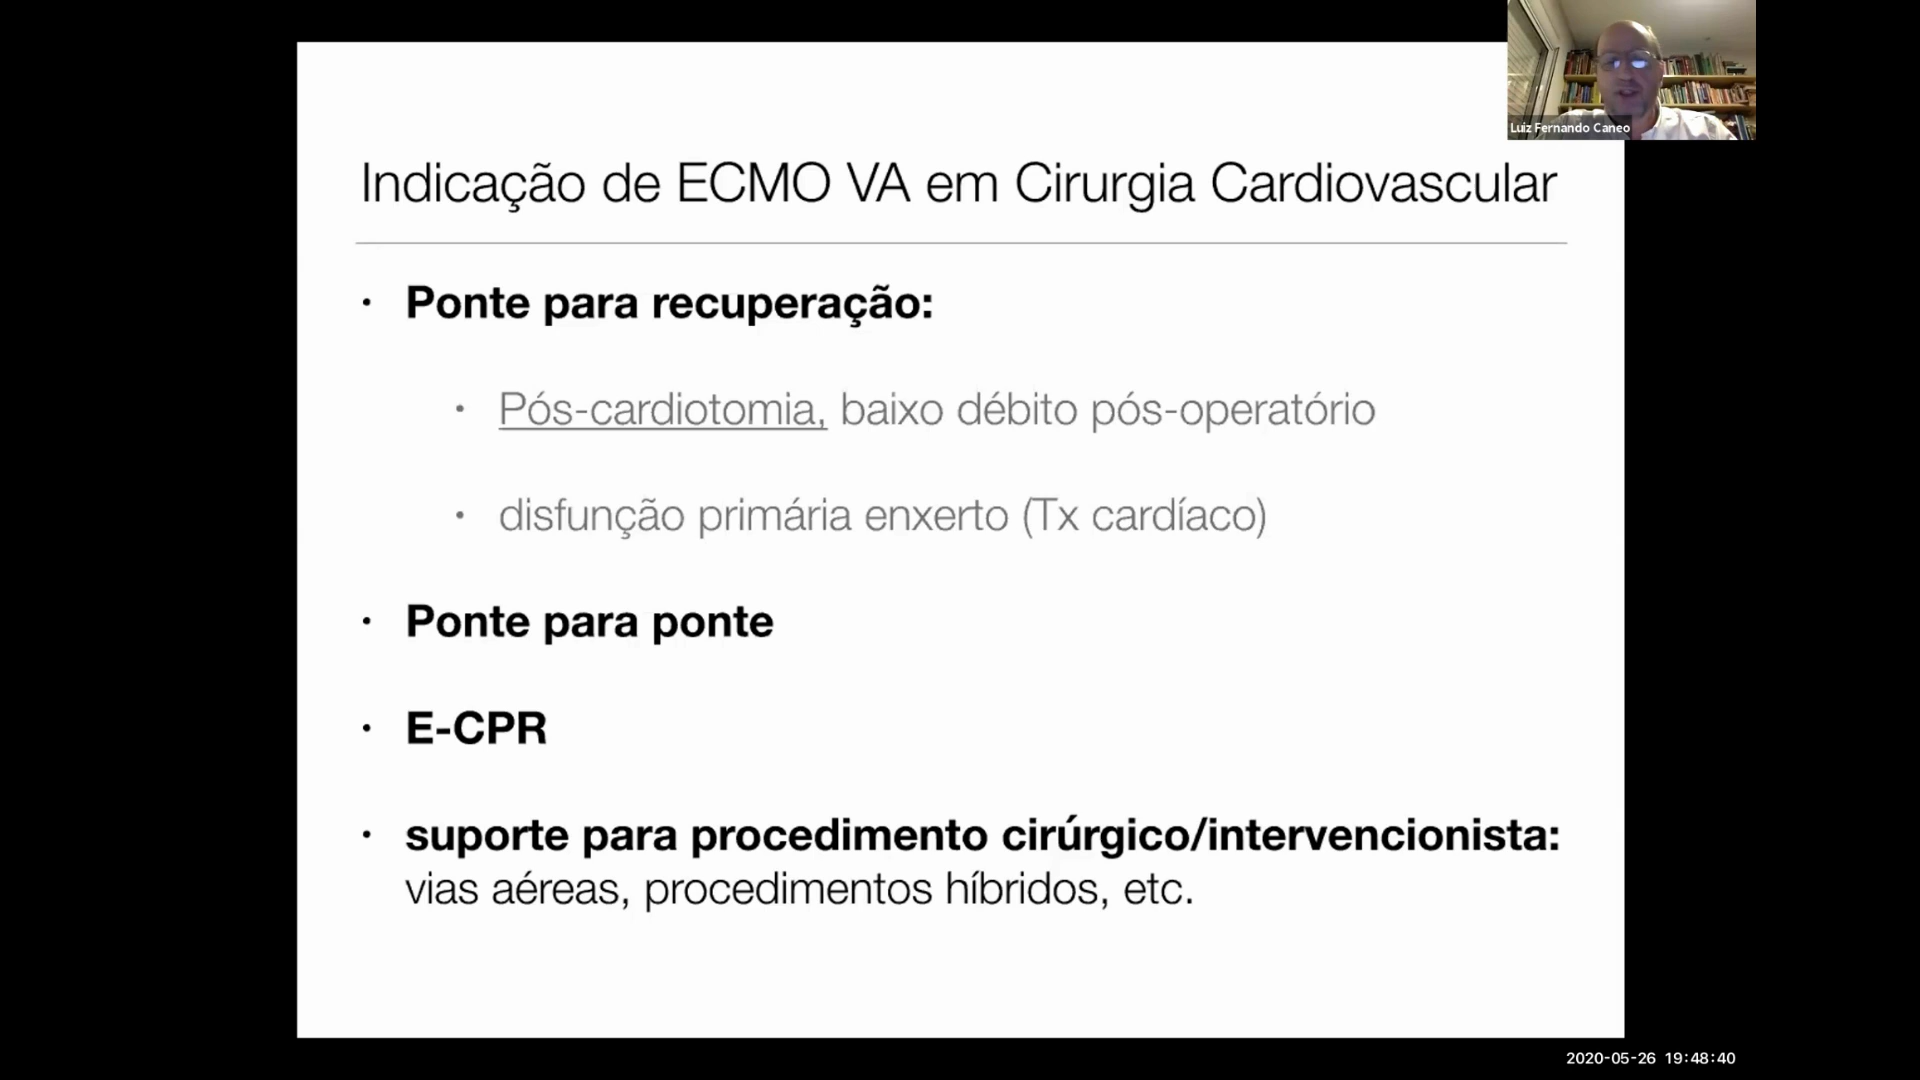 Luiz Fernando Caneo
Indicação de ECMO VA em Cirurgia Cardiovascular
• Ponte para recuperação:
• Pós-cardiotomia, baixo débito pós-operatório
• disfunção primária enxerto (Tx cardíaco)
• Ponte para ponte
• E-CPR
• suporte para procedimento cirúrgico/intervencionista:
vias aéreas, procedimentos híbridos, etc.
2020-05-26 19:48:40